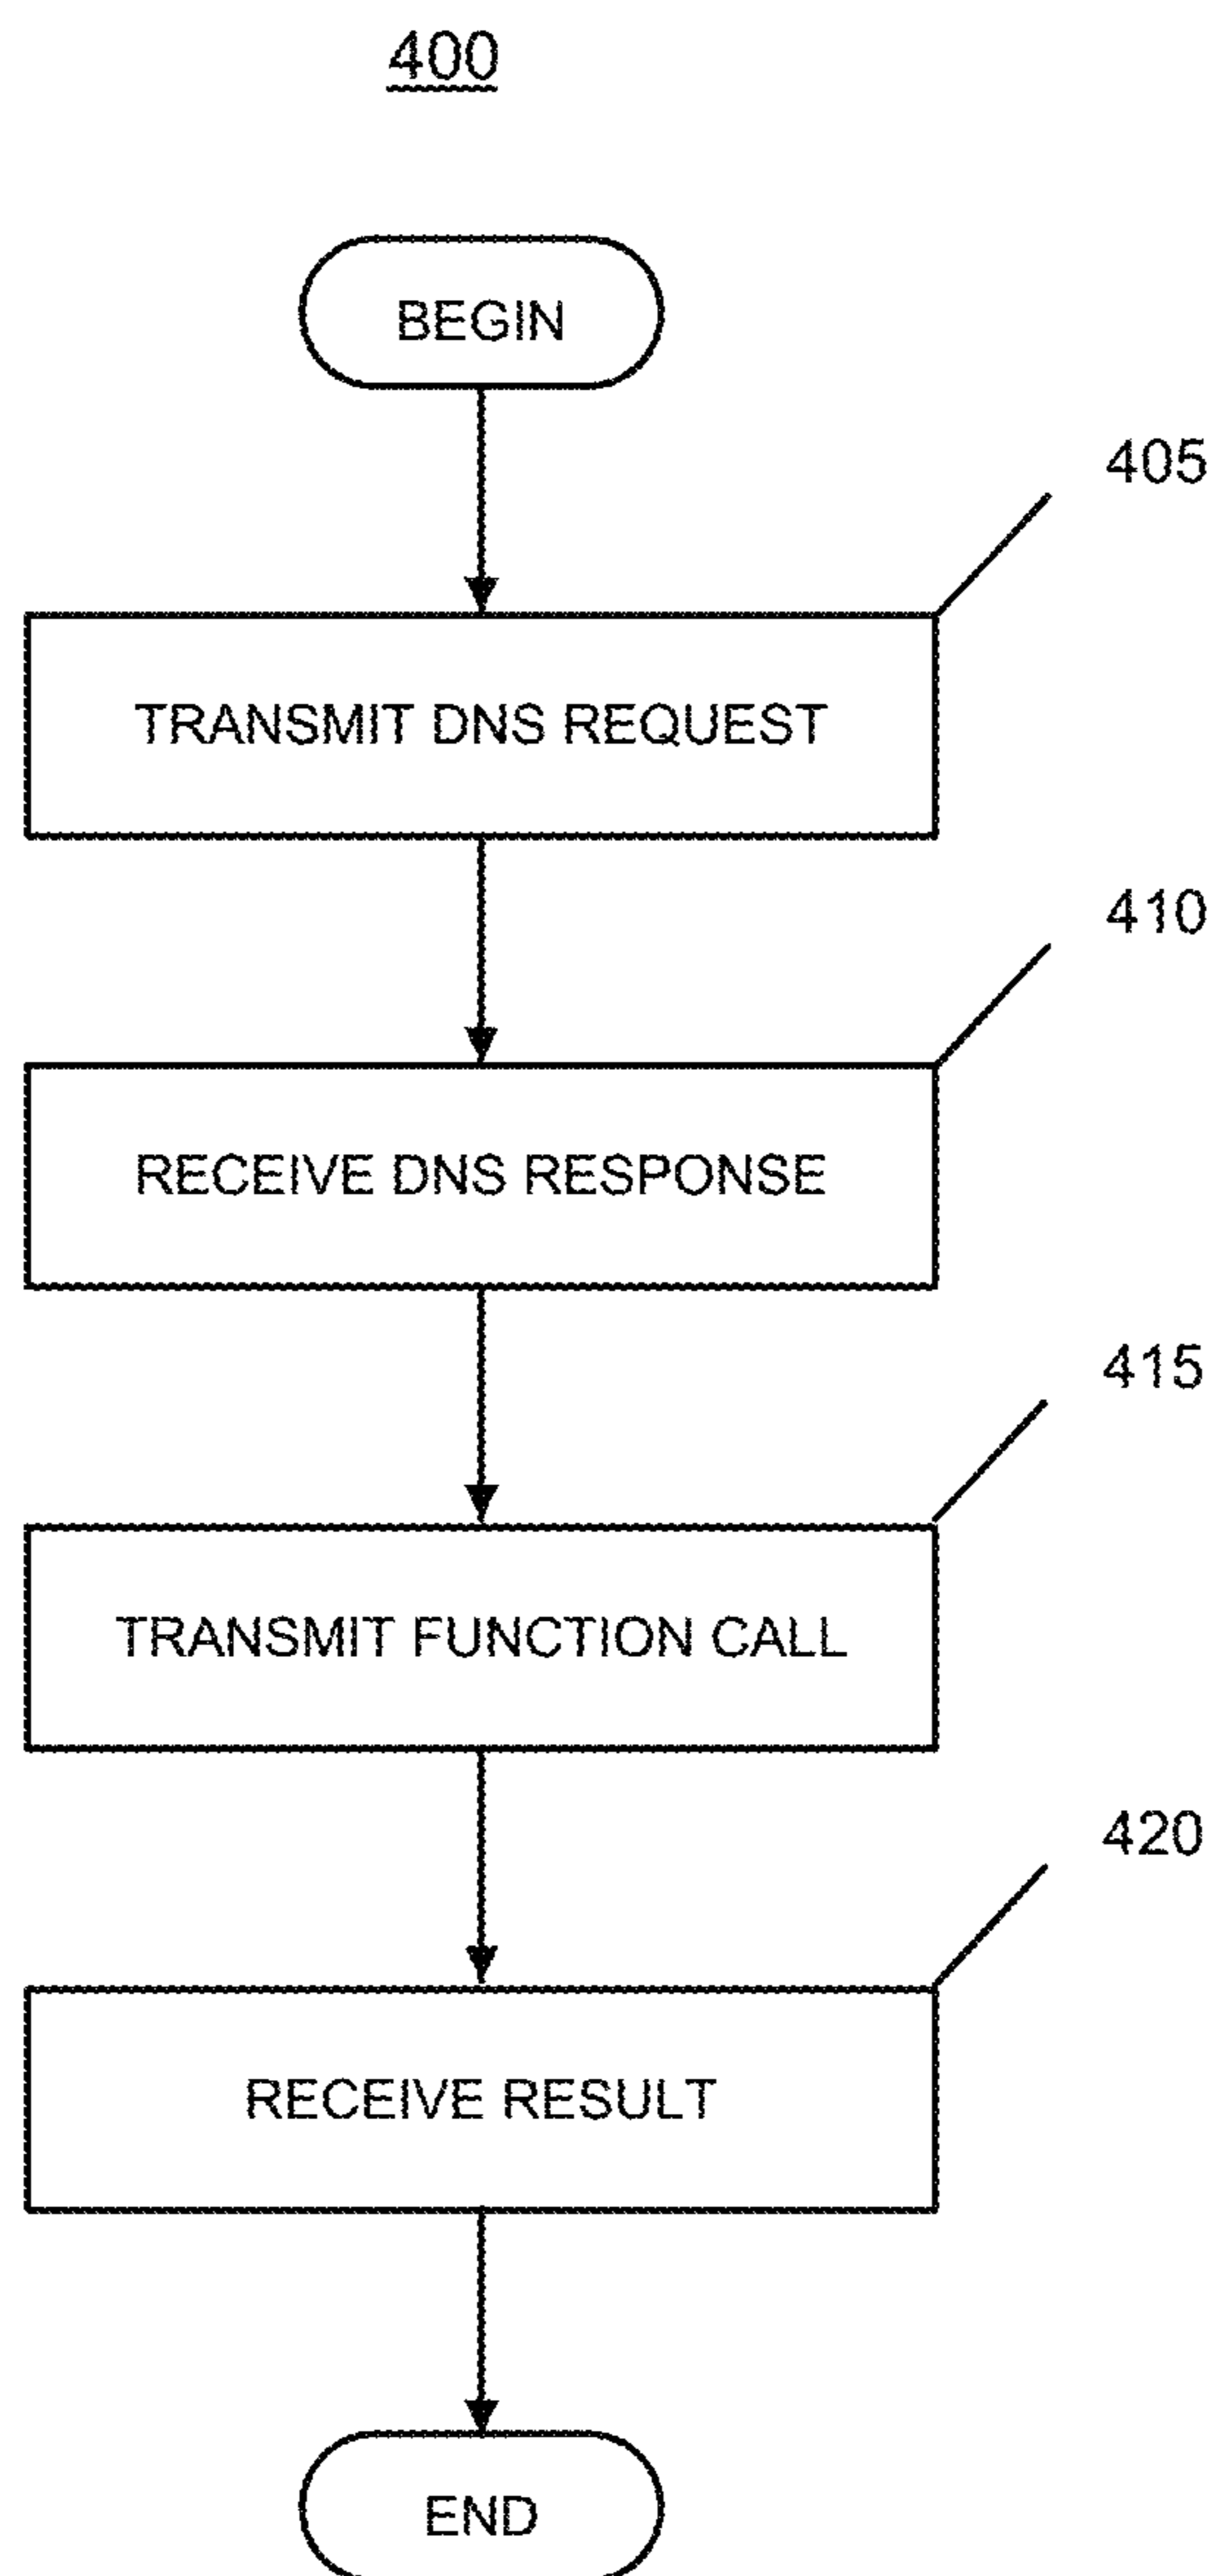 400
BEGIN
405
TRANSMIT DNS REQUEST
410
RECEIVE DNS RESPONSE
415
TRANSMIT FUNCTION CALL
420
RECEIVE RESULT
END